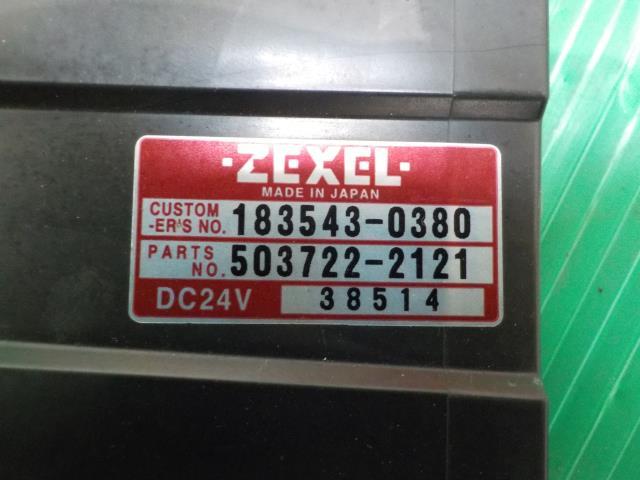 ·ZEXEL·
MADE IN JAPAN
CUSTOM
-ER'S NO. 183543-0380
PARTS
NO. 503722-2121
DC24V 38514